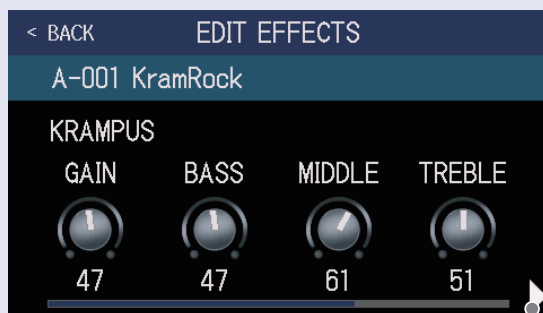 < BACK EDIT EFFECTS
A-001 KramRock
KRAMPUS
GAIN BASS MIDDLE TREBLE
47 47 61 51